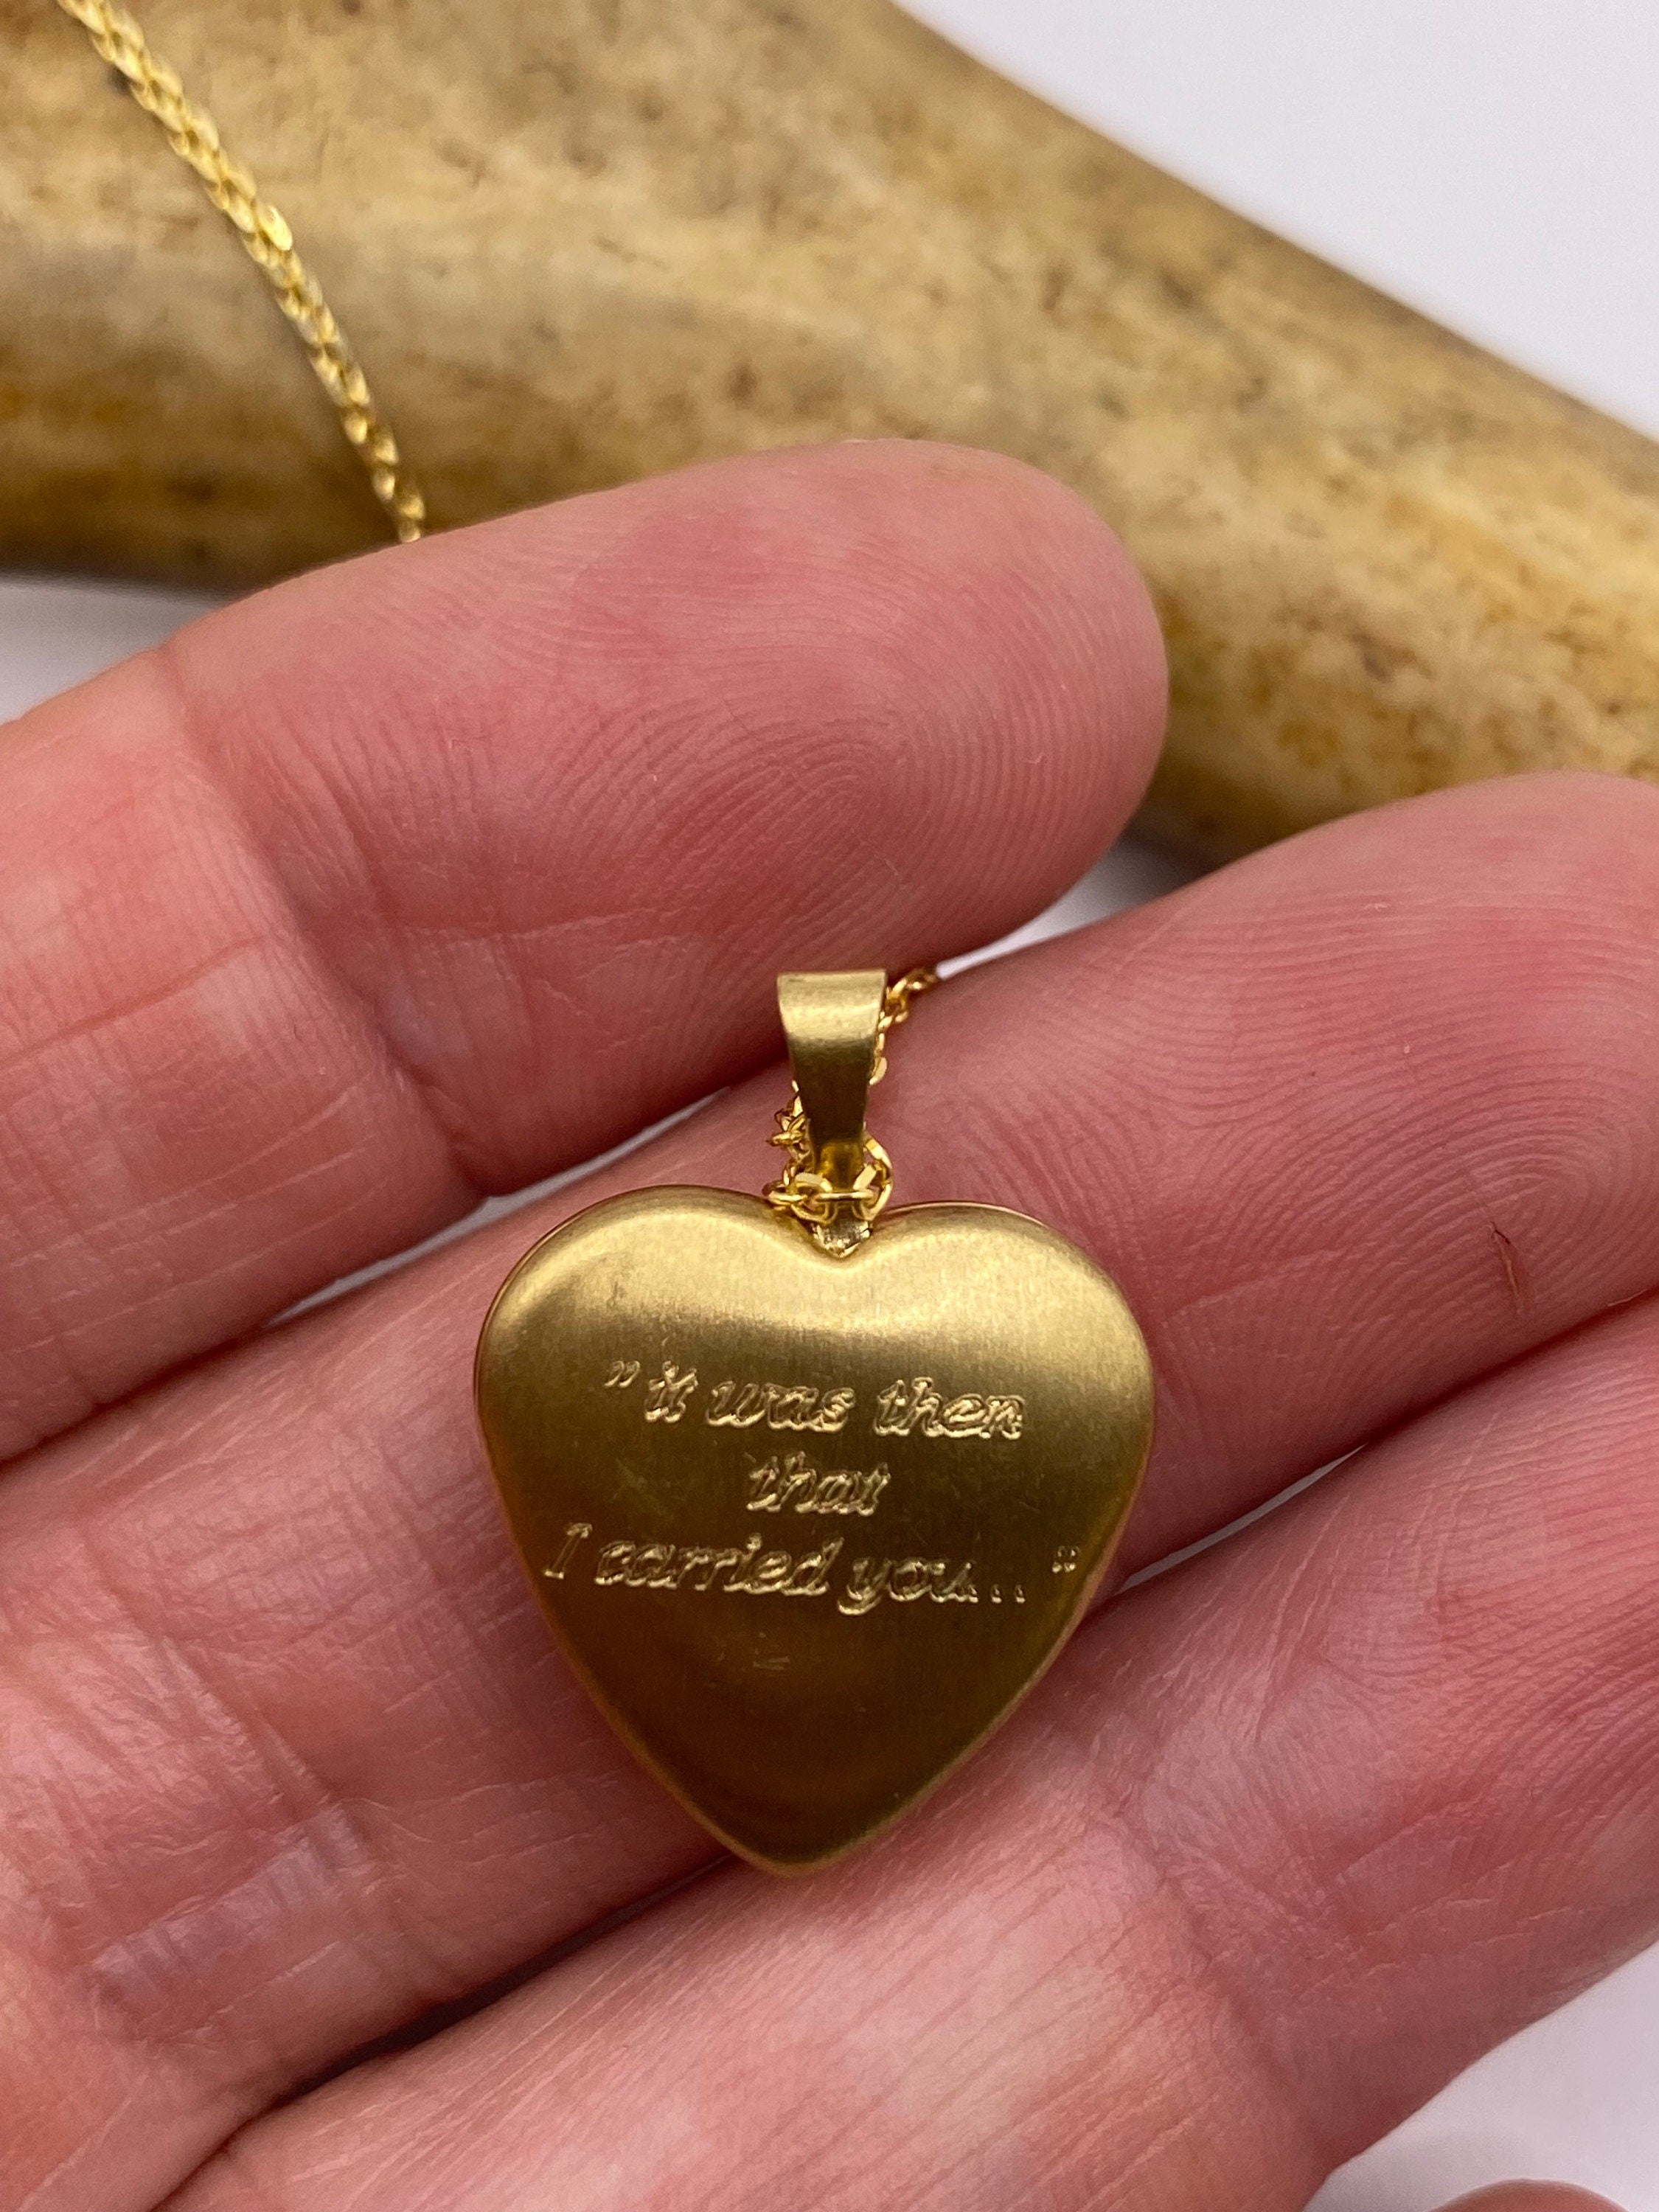 "it was then
that
I carried you... "